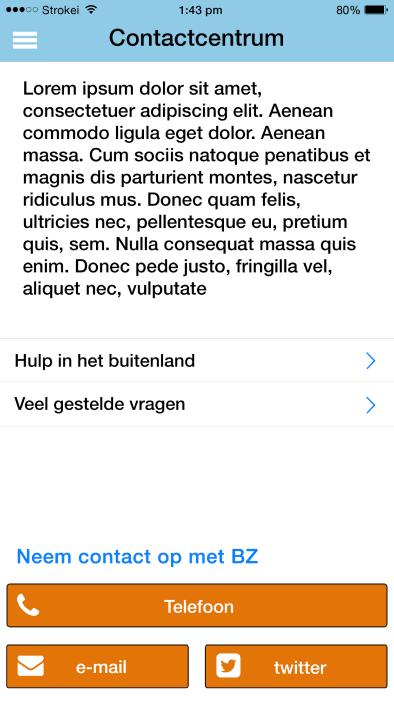 Strokei 1:43 pm 80%
Contactcentrum
Lorem ipsum dolor sit amet,
consectetuer adipiscing elit. Aenean
commodo ligula eget dolor. Aenean
massa. Cum sociis natoque penatibus et
magnis dis parturient montes, nascetur
ridiculus mus. Donec quam felis,
ultricies nec, pellentesque eu, pretium
quis, sem. Nulla consequat massa quis
enim. Donec pede justo, fringilla vel,
aliquet nec, vulputate
Hulp in het buitenland
Veel gestelde vragen
Neem contact op met BZ
Telefoon
e-mail twitter